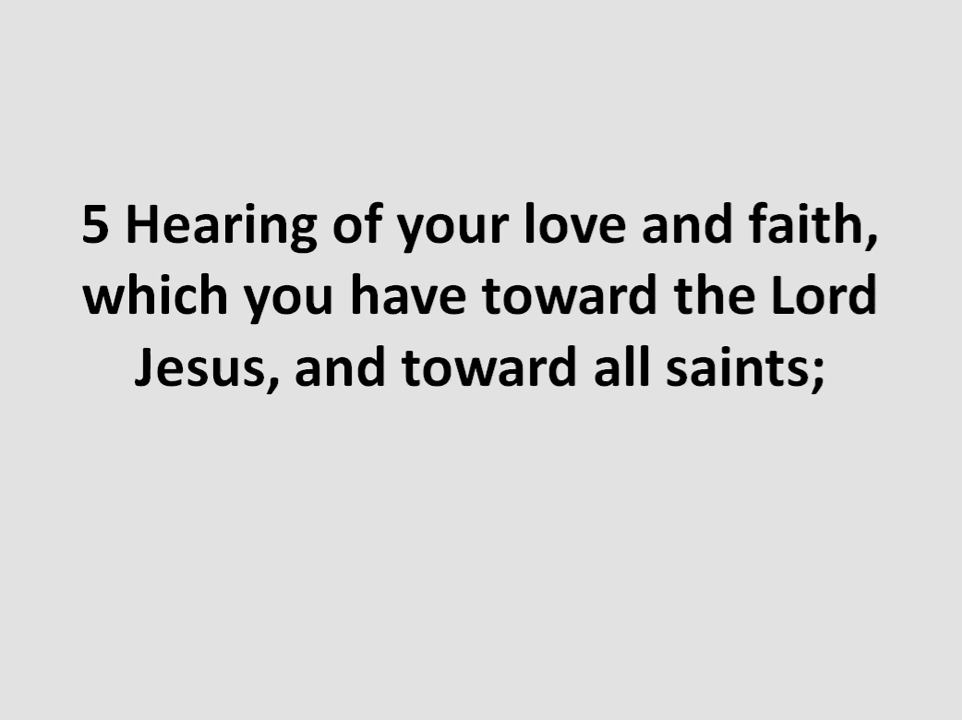 5 Hearing of your love and faith,
which you have toward the Lord
Jesus, and toward all saints;